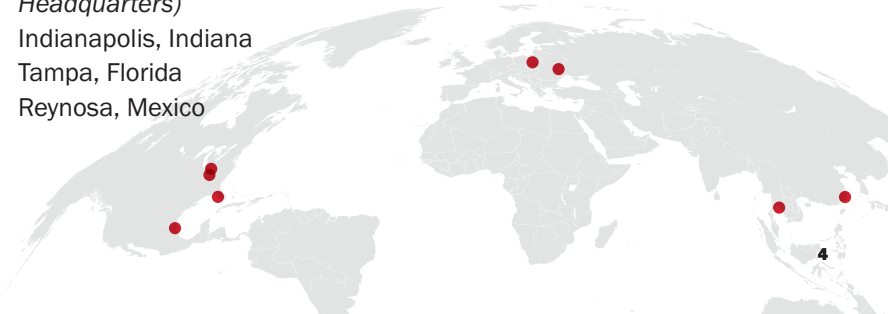 Headquarters)
Indianapolis, Indiana
Tampa, Florida
Reynosa, Mexico
4